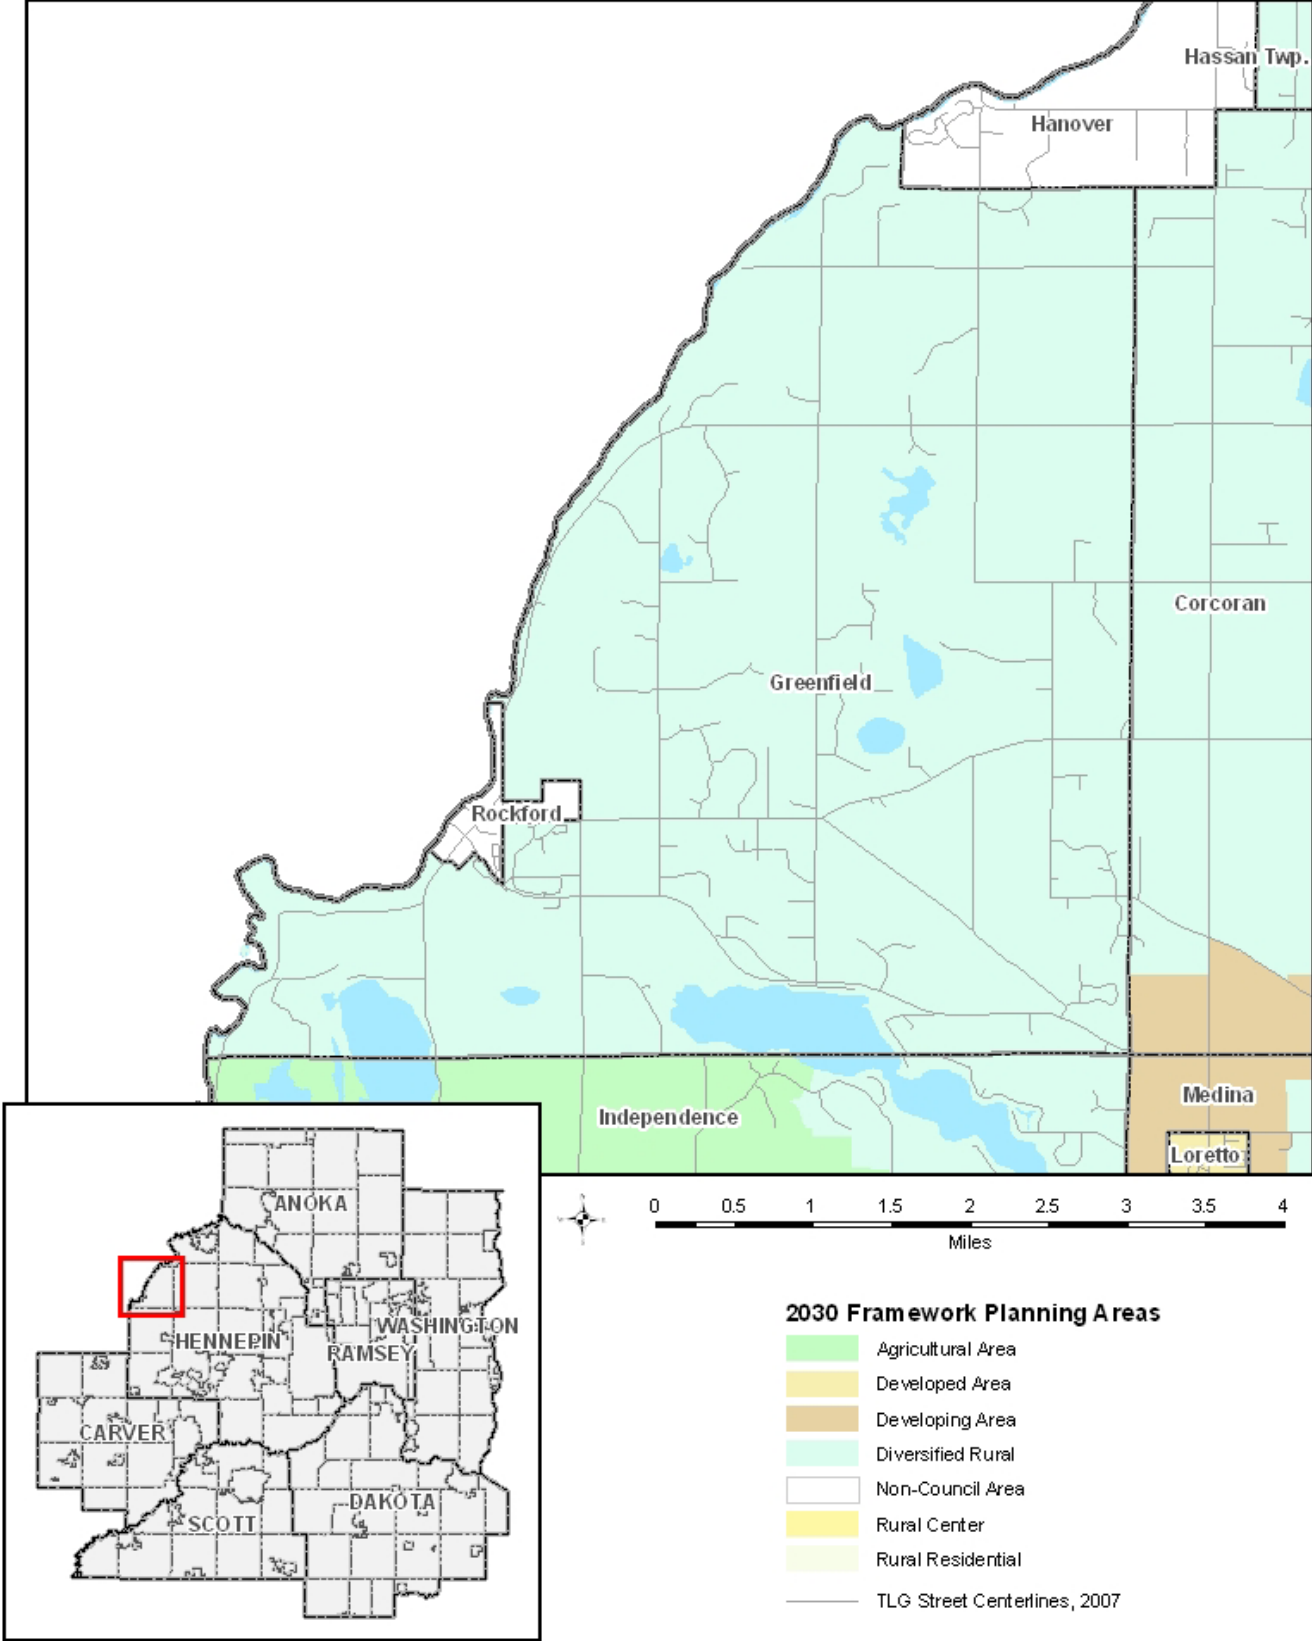 Hassan Twp.
Hanover
Corcoran
Greenfield
Rockford
Medina
Independence
Loretto
ANOKA
WASHINGTON
HENNEPIN
RAMSEY
CARVER
DAKOTA
SCOTT
0 0.5 1 1.5 2 2.5 3 3.5 4
Miles
2030 Framework Planning Areas
Agricultural Area
Developed Area
Developing Area
Diversified Rural
Non-Council Area
Rural Center
Rural Residential
TLG Street Centerlines, 2007